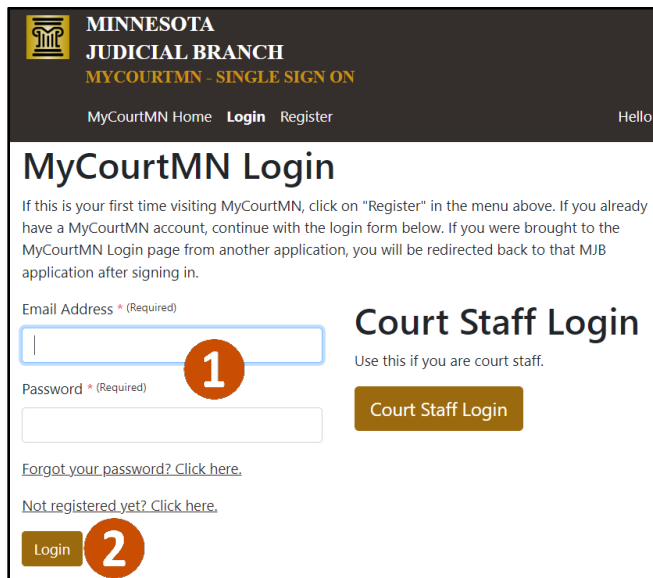 MINNESOTA
JUDICIAL BRANCH
MYCOURTMN - SINGLE SIGN ON
MyCourtMN Home Login Register Hello
MyCourtMN Login
If this is your first time visiting MyCourtMN, click on "Register" in the menu above. If you already
have a MyCourtMN account, continue with the login form below. If you were brought to the
MyCourtMN Login page from another application, you will be redirected back to that MJB
application after signing in.
Email Address * (Required)
1
Password * (Required)
Forgot your password? Click here.
Not registered yet? Click here.
Login 2
Court Staff Login
Use this if you are court staff.
Court Staff Login